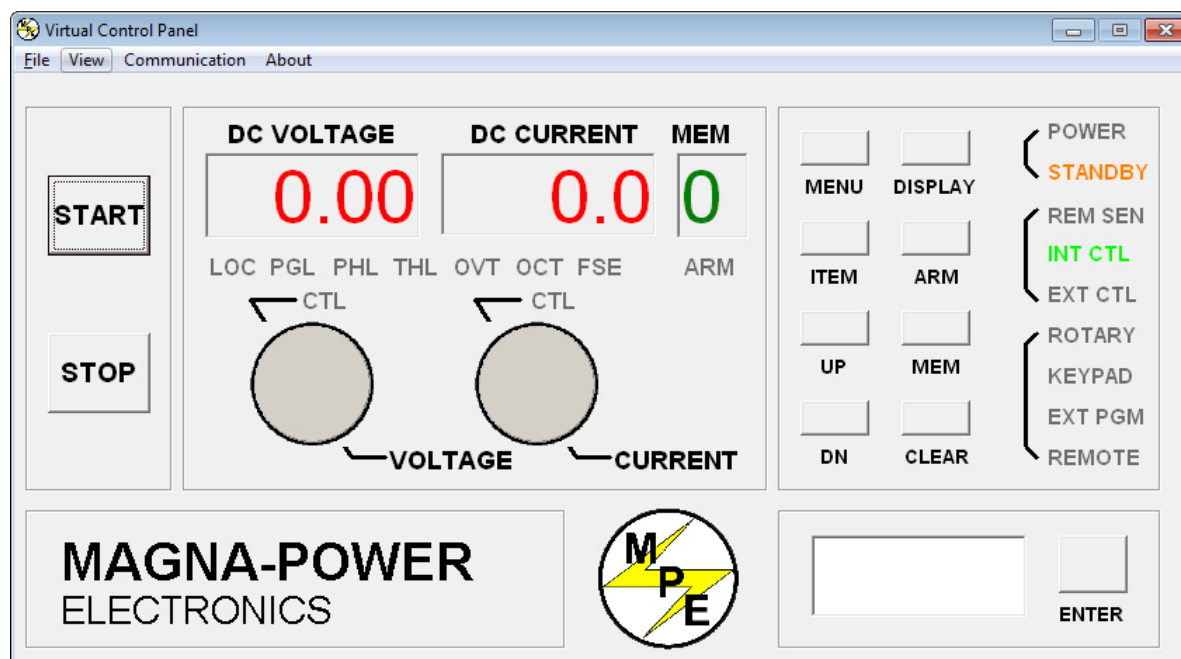 Virtual Control Panel
File View Communication About
START
STOP
DC VOLTAGE DC CURRENT MEM
0.00 0.0 0
LOC PGL PHL THL OVT OCT FSE ARM
CTL CTL
VOLTAGE CURRENT
MENU DISPLAY
ITEM ARM
UP MEM
DN CLEAR
POWER
STANDBY
REM SEN
INT CTL
EXT CTL
ROTARY
KEYPAD
EXT PGM
REMOTE
MAGNA-POWER
ELECTRONICS
M
P
E
ENTER